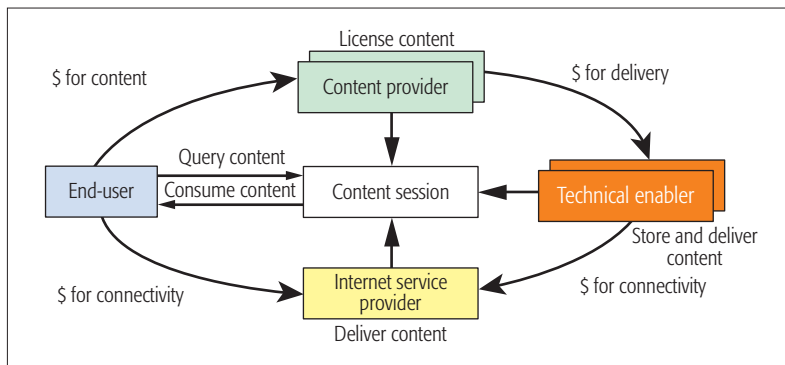 License content
$ for content
Content provider
$ for delivery
Query content
End-user
Consume content
Content session
Technical enabler
Store and deliver
content
$ for connectivity
Internet service
provider
$ for connectivity
Deliver content